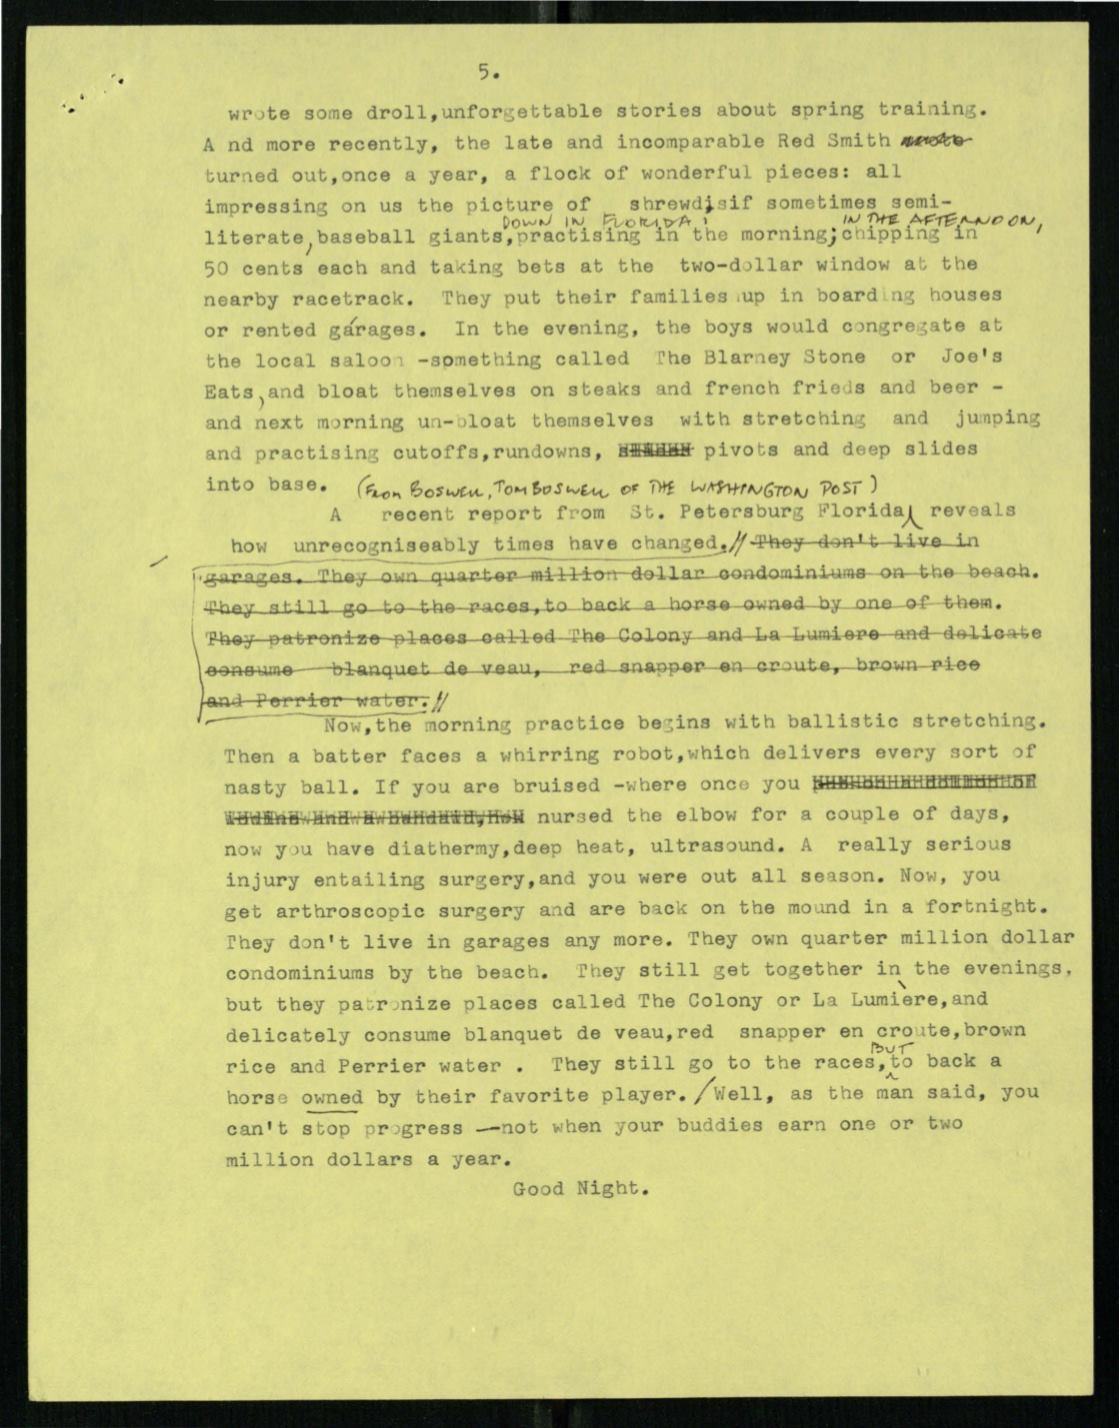 5.
wrote some droll,unforgettable stories about spring training.
A nd more recently, the late and incomparable Red Smith wrote
turned out,once a year, a flock of wonderful pieces: all
impressing on us the picture of shrewd;sif sometimes semi-
DOWN IN FLORIDA; IN THE AFTERNOON,
literate, baseball giants,practising in the morning;chipping in
50 cents each and taking bets at the two-dollar window at the
nearby racetrack. They put their families up in boarding houses
or rented garages. In the evening, the boys would congregate at
the local saloon -something called The Blarney Stone or Joe's
Eats,and bloat themselves on steaks and french frieds and beer -
and next morning un-bloat themselves with stretching and jumping
and practising cutoffs,rundowns, pivots and deep slides
into base. (FROM BOSWELL, TOM BOSWELL OF THE WASHINGTON POST)
A recent report from St. Petersburg Florida reveals
how unrecogniseably times have changed.// They don't live in
garages. They own quarter million dollar condominiums on the beach.
They still go to the races,to back a horse owned by one of them.
They patronize places called The Colony and La Lumiere and delicate
consume blanquet de veau, red snapper en croute, brown rice
and Perrier water.//
Now,the morning practice begins with ballistic stretching.
Then a batter faces a whirring robot,which delivers every sort of
nasty ball. If you are bruised -where once you
nursed the elbow for a couple of days,
now you have diathermy,deep heat, ultrasound. A really serious
injury entailing surgery,and you were out all season. Now, you
get arthroscopic surgery and are back on the mound in a fortnight.
They don't live in garages any more. They own quarter million dollar
condominiums by the beach. They still get together in the evenings,
but they patronize places called The Colony or La Lumière,and
delicately consume blanquet de veau,red snapper en croute,brown
BUT
rice and Perrier water . They still go to the races,to back a
horse owned by their favorite player. /Well, as the man said, you
can't stop progress —not when your buddies earn one or two
million dollars a year.
Good Night.